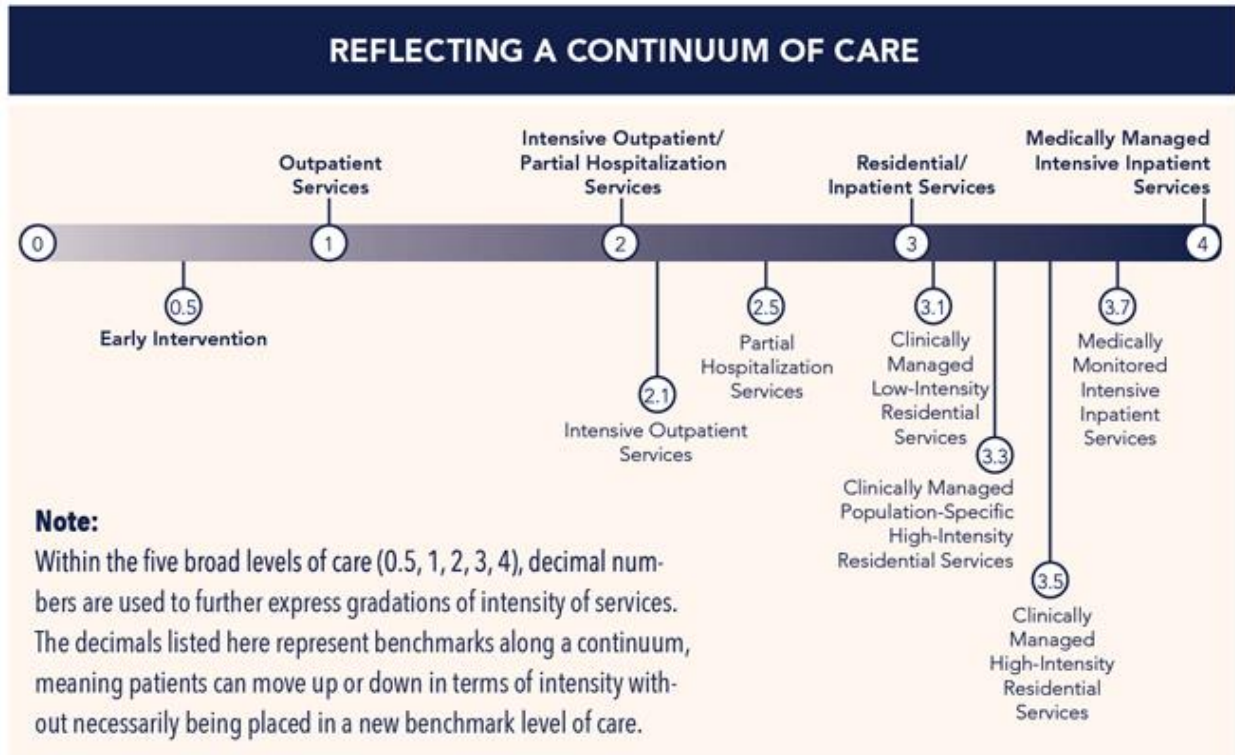 REFLECTING A CONTINUUM OF CARE
Outpatient
Services
Intensive Outpatient/
Partial Hospitalization
Services
Residential/
Inpatient Services
Medically Managed
Intensive Inpatient
Services
0
1
2
3
4
0.5
Early Intervention
2.1
Intensive Outpatient
Services
2.5
Partial
Hospitalization
Services
3.1
Clinically
Managed
Low-Intensity
Residential
Services
3.3
Clinically Managed
Population-Specific
High-Intensity
Residential Services
3.5
Clinically
Managed
High-Intensity
Residential
Services
3.7
Medically
Monitored
Intensive
Inpatient
Services
Note:
Within the five broad levels of care (0.5, 1, 2, 3, 4), decimal num-
bers are used to further express gradations of intensity of services.
The decimals listed here represent benchmarks along a continuum,
meaning patients can move up or down in terms of intensity with-
out necessarily being placed in a new benchmark level of care.